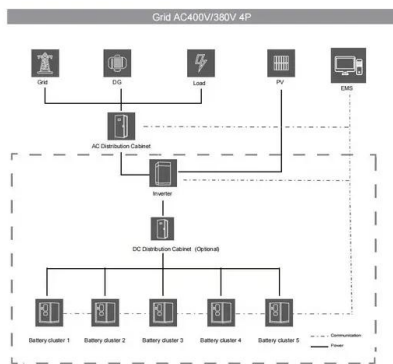 Grid AC400V/380V 4P
Grid
DG
Load
PV
EMS
AC Distribution Cabinet
Inverter
DC Distribution Cabinet (Optional)
Battery cluster 1
Battery cluster 2
Battery cluster 3
Battery cluster 4
Battery cluster 5
Communication
Power